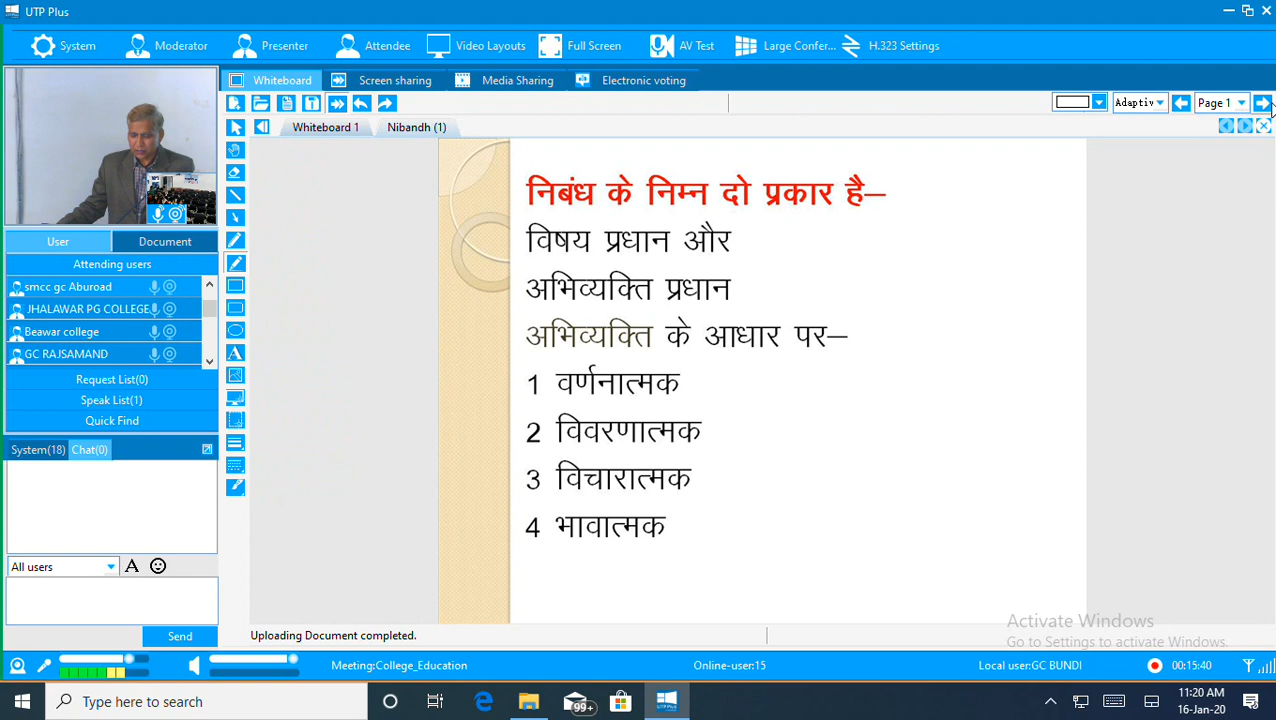 UTP Plus
System
Moderator
Presenter
Attendee
Video Layouts
Full Screen
AV Test
Large Confer...
H.323 Settings
Whiteboard
Screen sharing
Media Sharing
Electronic voting
Adaptiv
Page 1
Whiteboard 1
Nibandh (1)
User
Document
Attending users
smcc gc Aburoad
JHALAWAR PG COLLEGE
Beawar college
GC RAJSAMAND
Request List(0)
Speak List(1)
Quick Find
System(18)
Chat(0)
All users
A
Send
निबंध के निम्न दो प्रकार है–
विषय प्रधान और
अभिव्यक्ति प्रधान
अभिव्यक्ति के आधार पर–
1 वर्णनात्मक
2 विवरणात्मक
3 विचारात्मक
4 भावात्मक
Activate Windows
Go to Settings to activate Windows.
Uploading Document completed.
Meeting:College_Education
Online-user:15
Local user:GC BUNDI
00:15:40
Type here to search
99+
11:20 AM
16-Jan-20